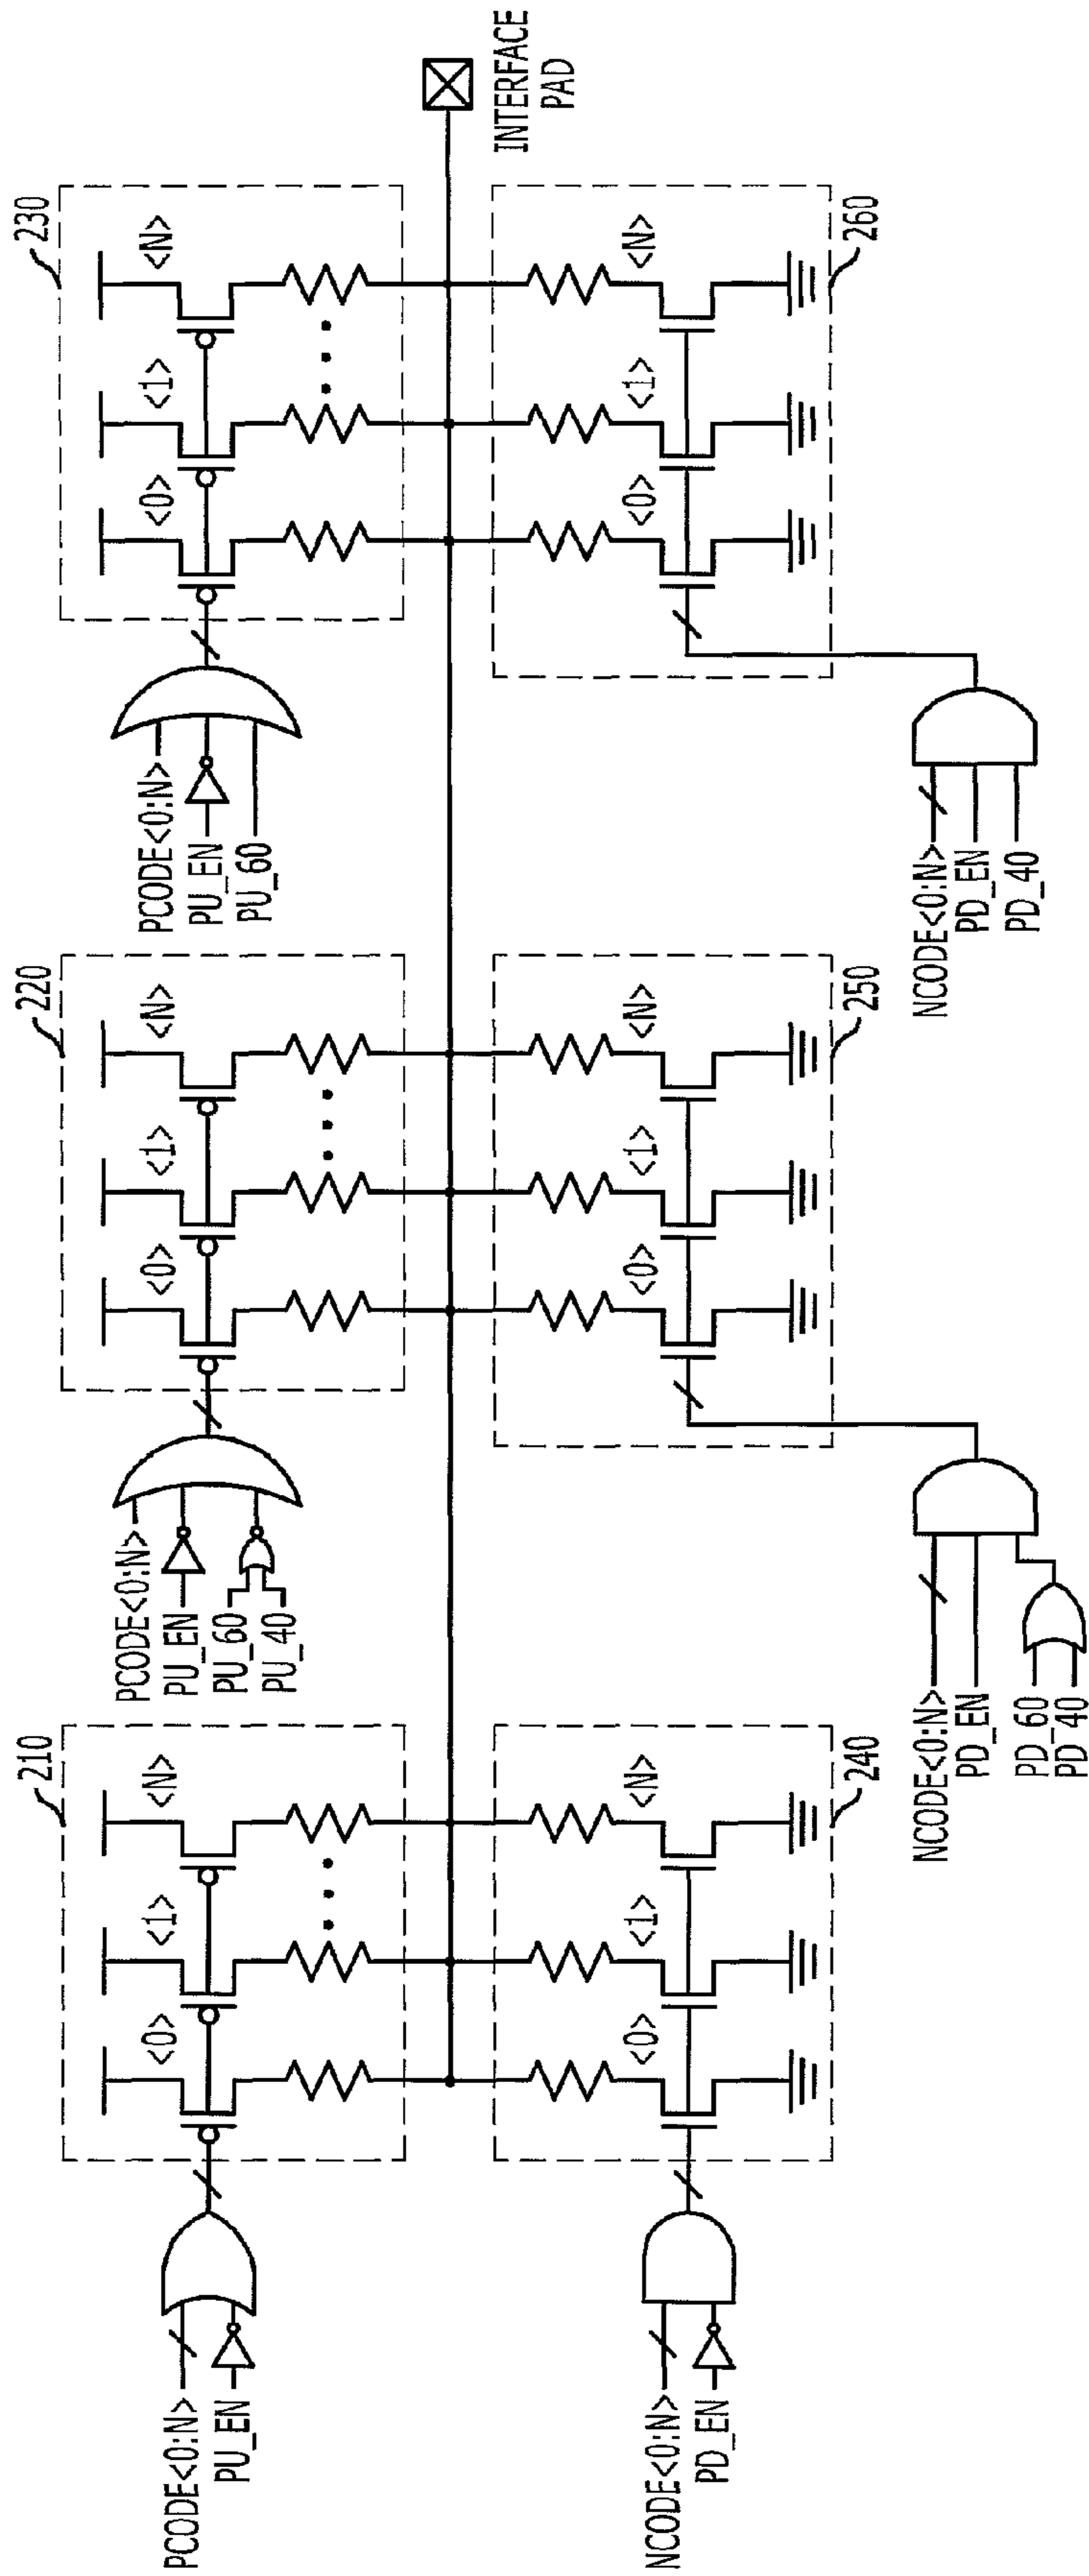 210
<0>
<1>
<N>
PCODE<0:N>
PU_EN
220
<0>
<1>
<N>
PCODE<0:N>
PU_EN
PU_60
PU_40
230
<0>
<1>
<N>
PCODE<0:N>
PU_EN
PU_60
INTERFACE
PAD
240
<0>
<1>
<N>
NCODE<0:N>
PD_EN
250
<0>
<1>
<N>
NCODE<0:N>
PD_EN
PD_60
PD_40
260
<0>
<1>
<N>
NCODE<0:N>
PD_EN
PD_40